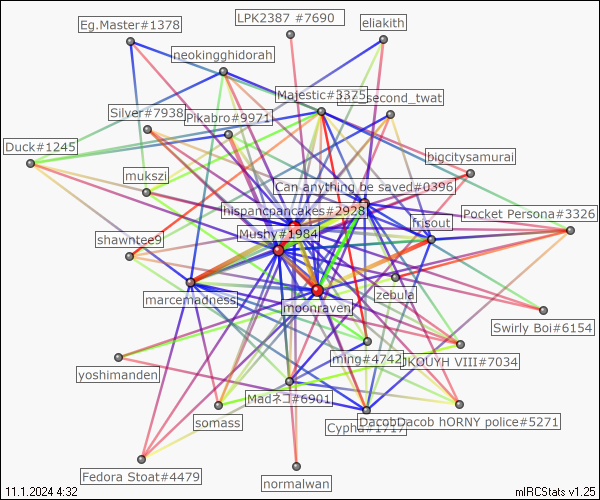 LPK2387 #7690
Eg.Master#1378
eliakith
neokingghidorah
Majestic#3375
second_twat
Silver#7938
Pikabro#9971
Duck#1245
bigcitysamurai
mukszi
Can anything be saved#0396
hispancpancakes#2928
Pocket Persona#3326
frisout
Mushy#1984
shawntee9
zebula
marcemadness
moonraven
Swirly Boi#6154
ming#4742
JKOUYH VIII#7034
yoshimanden
Madネコ#6901
somass
DacobDacob hORNY police#5271
Cypha#1717
Fedora Stoat#4479
normalwan
11.1.2024 4:32
mIRCStats v1.25